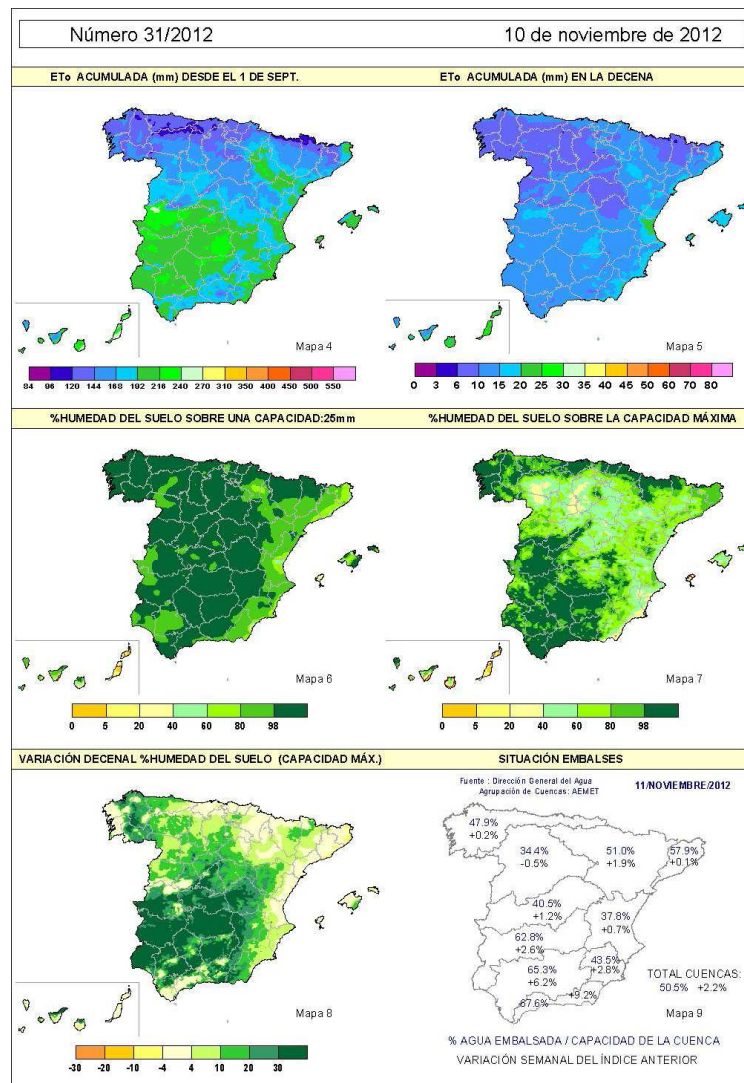 Número 31/2012 10 de noviembre de 2012
ETo ACUMULADA (mm) DESDE EL 1 DE SEPT. ETo ACUMULADA (mm) EN LA DECENA
Mapa 4 Mapa 5
84 96 120 144 168 192 216 240 270 310 350 400 450 500 550
0 3 6 10 15 20 25 30 35 40 45 50 60 70 80
%HUMEDAD DEL SUELO SOBRE UNA CAPACIDAD:25mm %HUMEDAD DEL SUELO SOBRE LA CAPACIDAD MÁXIMA
Mapa 6 Mapa 7
0 5 20 40 60 80 98
0 5 20 40 60 80 98
VARIACIÓN DECENAL %HUMEDAD DEL SUELO (CAPACIDAD MÁX.) SITUACIÓN EMBALSES
Fuente : Dirección General del Agua
Agrupación de Cuencas: AEMET
11/NOVIEMBRE/2012
47.9%
+0.2%
34.4%
-0.5%
51.0%
+1.9%
57.9%
+0.1%
40.5%
+1.2%
37.8%
+0.7%
62.8%
+2.6%
43.5%
+2.8%
65.3%
+6.2%
67.6%
+9.2%
TOTAL CUENCAS:
50.5% +2.2%
Mapa 8 Mapa 9
-30 -20 -10 -4 4 10 20 30
% AGUA EMBALSADA / CAPACIDAD DE LA CUENCA
VARIACIÓN SEMANAL DEL ÍNDICE ANTERIOR